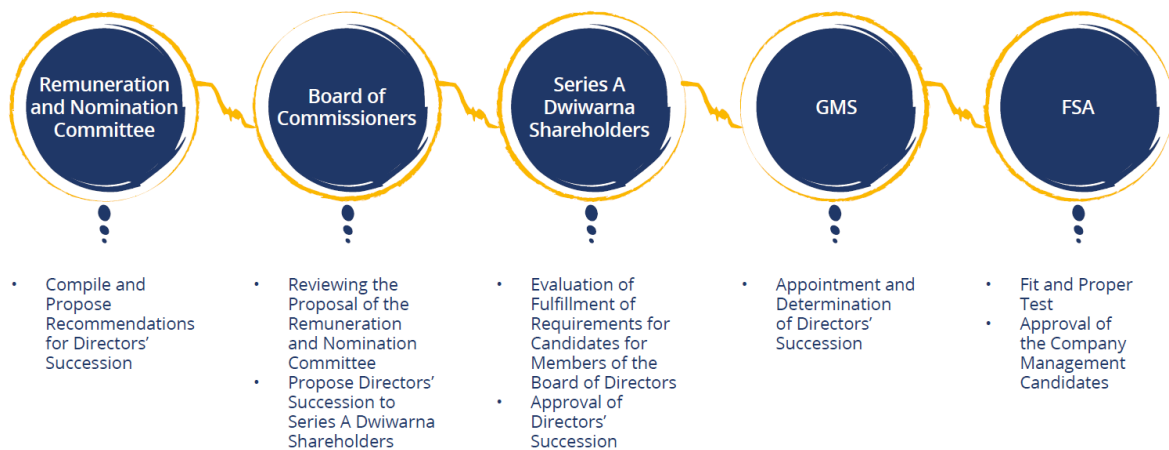 Remuneration
and Nomination
Committee
Board of
Commissioners
Series A
Dwiwarna
Shareholders
GMS
FSA
• Compile and
Propose
Recommendations
for Directors’
Succession
• Reviewing the
Proposal of the
Remuneration
and Nomination
Committee
• Propose Directors’
Succession to
Series A Dwiwarna
Shareholders
• Evaluation of
Fulfillment of
Requirements for
Candidates for
Members of the
Board of Directors
• Approval of
Directors’
Succession
• Appointment and
Determination
of Directors’
Succession
• Fit and Proper
Test
• Approval of
the Company
Management
Candidates